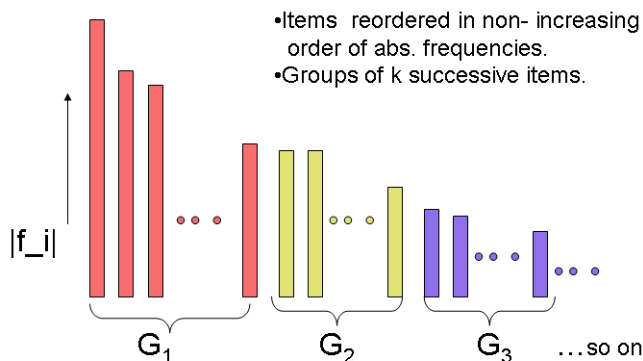 •Items reordered in non- increasing
order of abs. frequencies.
•Groups of k successive items.
|f_i|
G₁ G₂ G₃ …so on